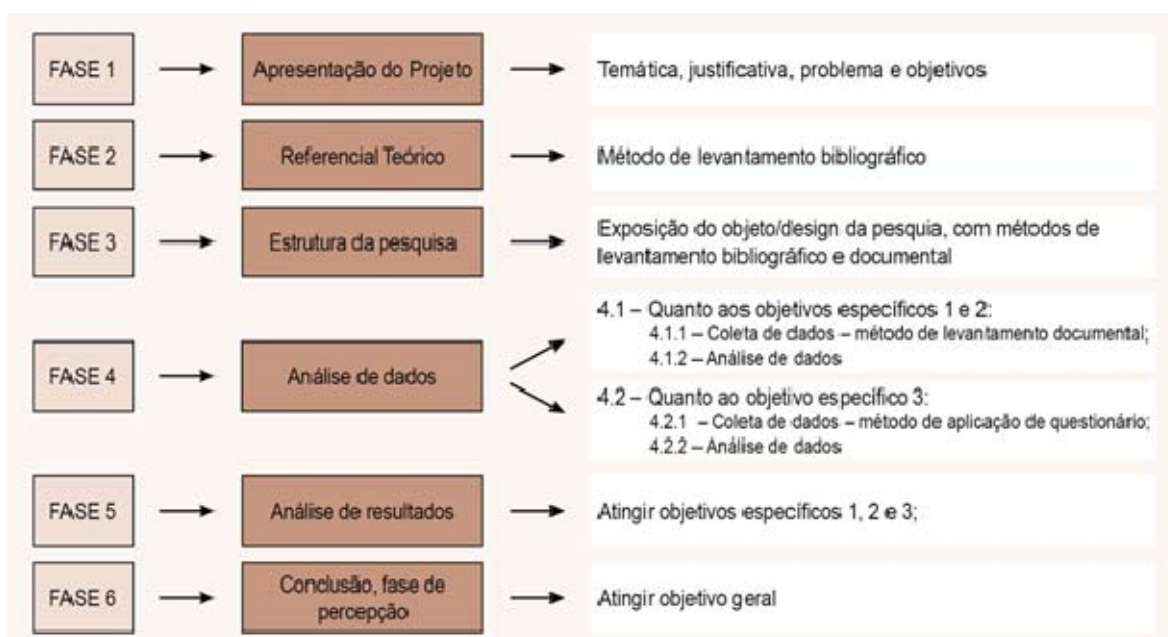 FASE 1
Apresentação do Projeto
Temática, justificativa, problema e objetivos
FASE 2
Referencial Teórico
Método de levantamento bibliográfico
FASE 3
Estrutura da pesquisa
Exposição do objeto/design da pesquia, com métodos de
levantamento bibliográfico e documental
FASE 4
Análise de dados
4.1 – Quanto aos objetivos específicos 1 e 2:
4.1.1 – Coleta de dados – método de levantamento documental;
4.1.2 – Análise de dados
4.2 – Quanto ao objetivo específico 3:
4.2.1 – Coleta de dados – método de aplicação de questionário;
4.2.2 – Análise de dados
FASE 5
Análise de resultados
Atingir objetivos específicos 1, 2 e 3;
FASE 6
Conclusão, fase de
percepção
Atingir objetivo geral